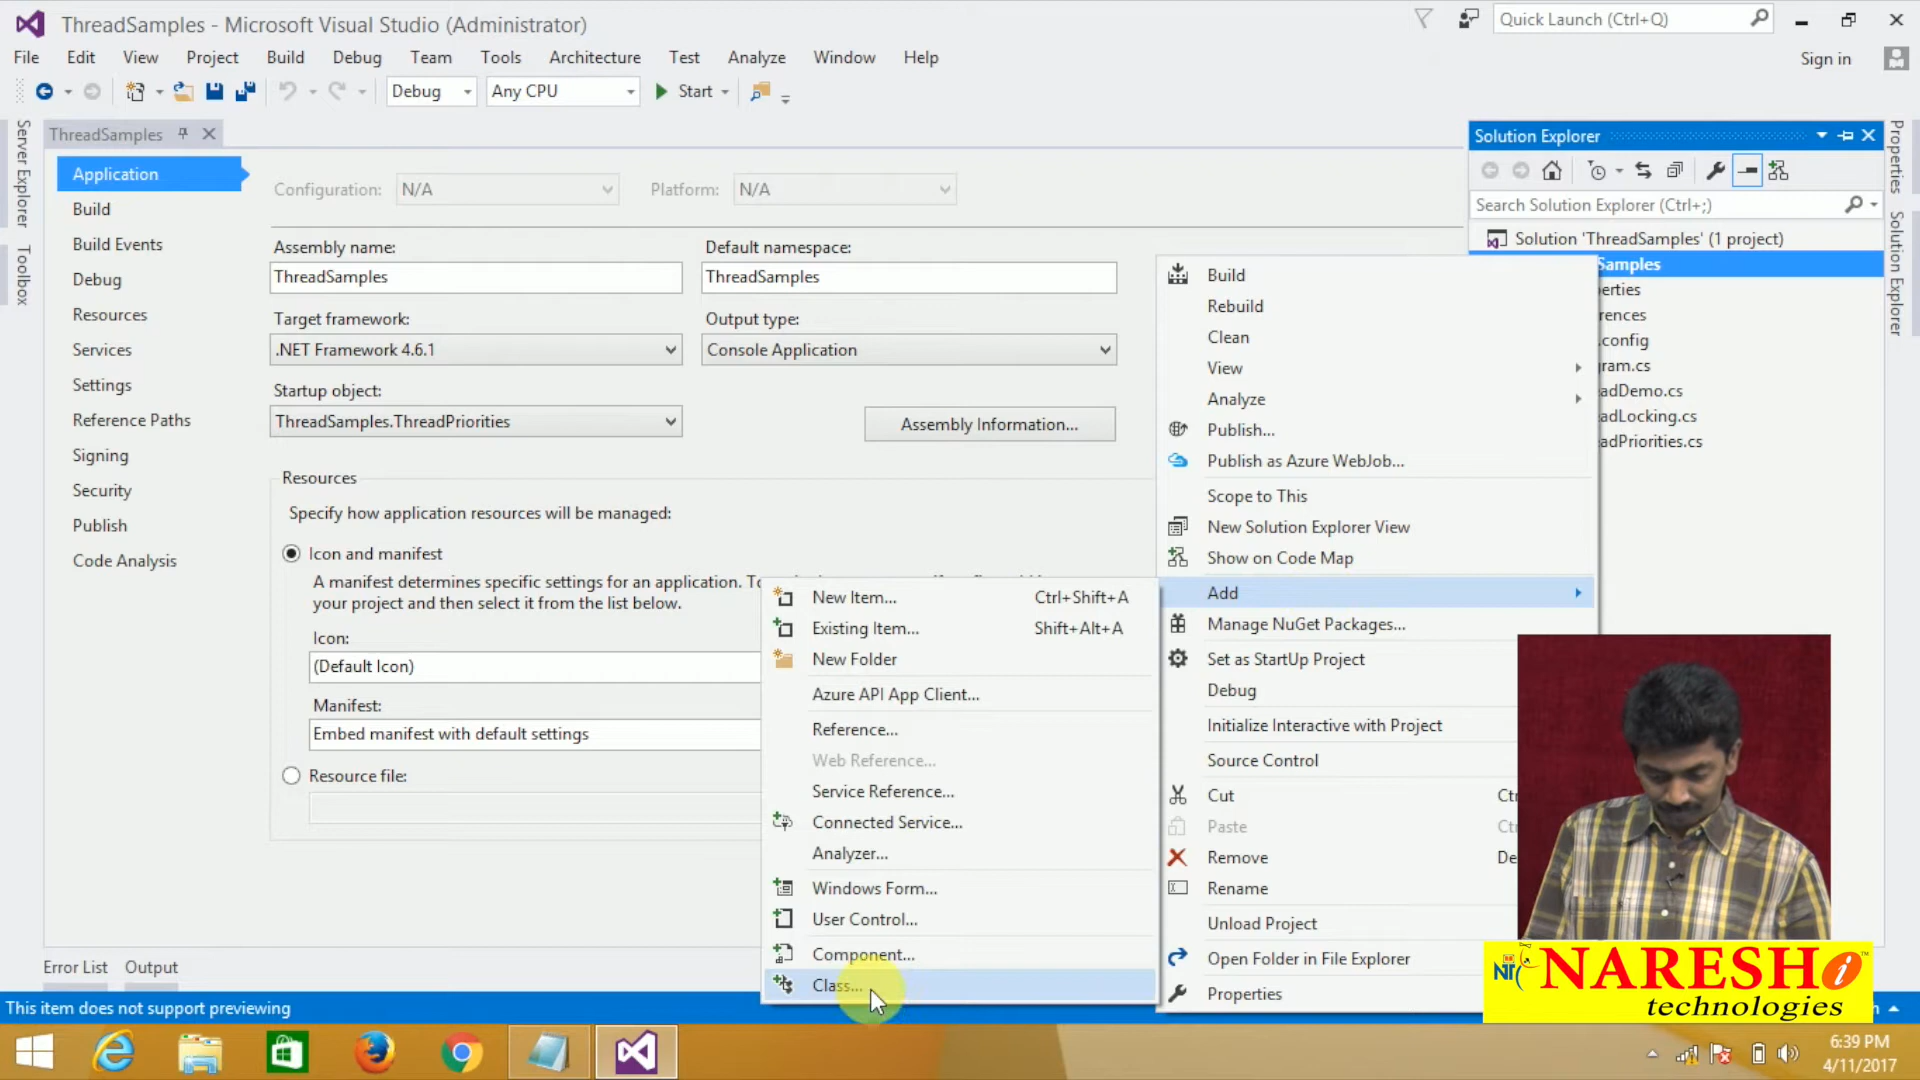 ThreadSamples - Microsoft Visual Studio (Administrator)
Quick Launch (Ctrl+Q)
File Edit View Project Build Debug Team Tools Architecture Test Analyze Window Help
Sign in
Debug Any CPU Start
Server Explorer
Toolbox
ThreadSamples
Application
Build
Build Events
Debug
Resources
Services
Settings
Reference Paths
Signing
Security
Publish
Code Analysis
Configuration: N/A Platform: N/A
Assembly name:
ThreadSamples
Default namespace:
ThreadSamples
Target framework:
.NET Framework 4.6.1
Output type:
Console Application
Startup object:
ThreadSamples.ThreadPriorities
Assembly Information...
Resources
Specify how application resources will be managed:
Icon and manifest
A manifest determines specific settings for an application. To
your project and then select it from the list below.
Icon:
(Default Icon)
Manifest:
Embed manifest with default settings
Resource file:
New Item... Ctrl+Shift+A
Existing Item... Shift+Alt+A
New Folder
Azure API App Client...
Reference...
Web Reference...
Service Reference...
Connected Service...
Analyzer...
Windows Form...
User Control...
Component...
Class...
Build
Rebuild
Clean
View
Analyze
Publish...
Publish as Azure WebJob...
Scope to This
New Solution Explorer View
Show on Code Map
Add
Manage NuGet Packages...
Set as StartUp Project
Debug
Initialize Interactive with Project
Source Control
Cut Ctr
Paste Ctr
Remove De
Rename
Unload Project
Open Folder in File Explorer
Properties
Solution Explorer
Search Solution Explorer (Ctrl+;)
Solution 'ThreadSamples' (1 project)
Samples
erties
rences
.config
ram.cs
adDemo.cs
adLocking.cs
adPriorities.cs
Properties
Solution Explorer
Error List Output
This item does not support previewing
NARESH i
technologies
6:39 PM
4/11/2017